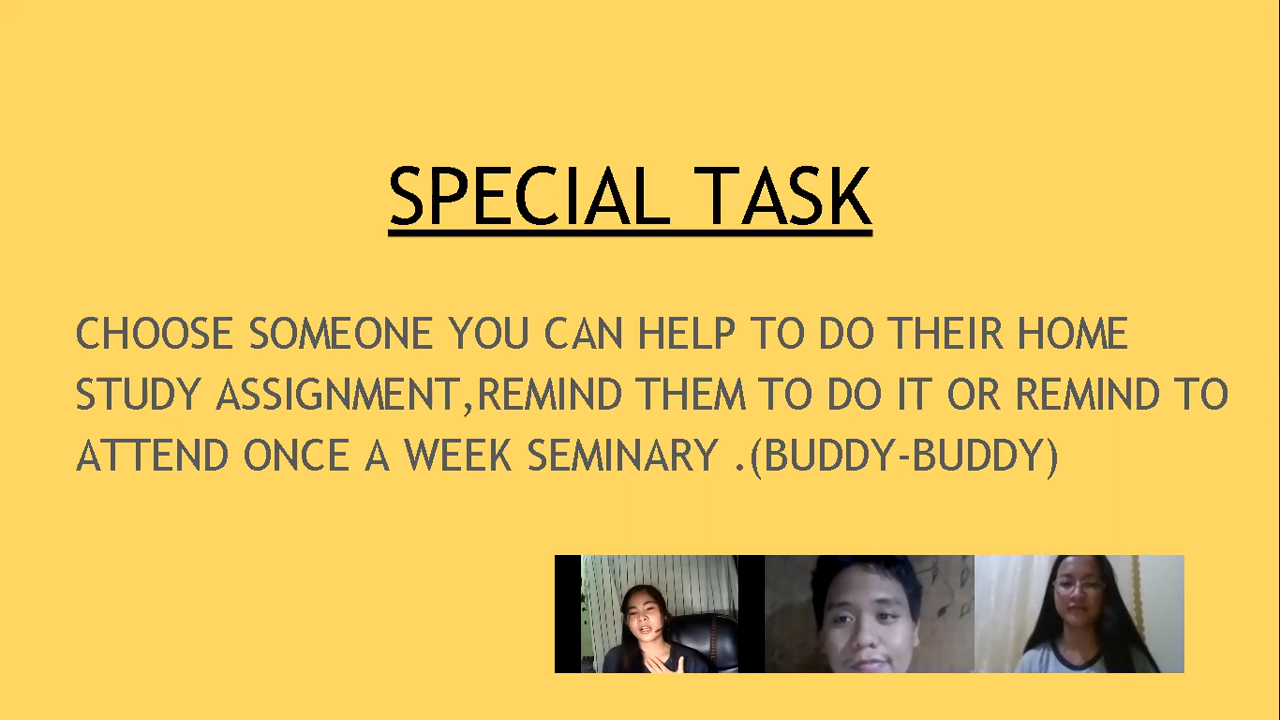 SPECIAL TASK
CHOOSE SOMEONE YOU CAN HELP TO DO THEIR HOME
STUDY ASSIGNMENT,REMIND THEM TO DO IT OR REMIND TO
ATTEND ONCE A WEEK SEMINARY .(BUDDY-BUDDY)